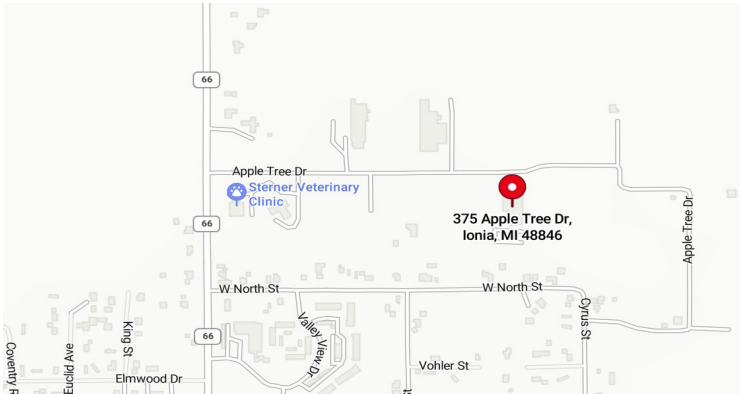 66
Apple Tree Dr
Sterner Veterinary
Clinic
375 Apple Tree Dr,
Ionia, MI 48846
Apple Tree Dr
66
W North St
W North St
Cyrus St
Valley View Dr
King St
66
Euclid Ave
Coventry R
Vohler St
Elmwood Dr